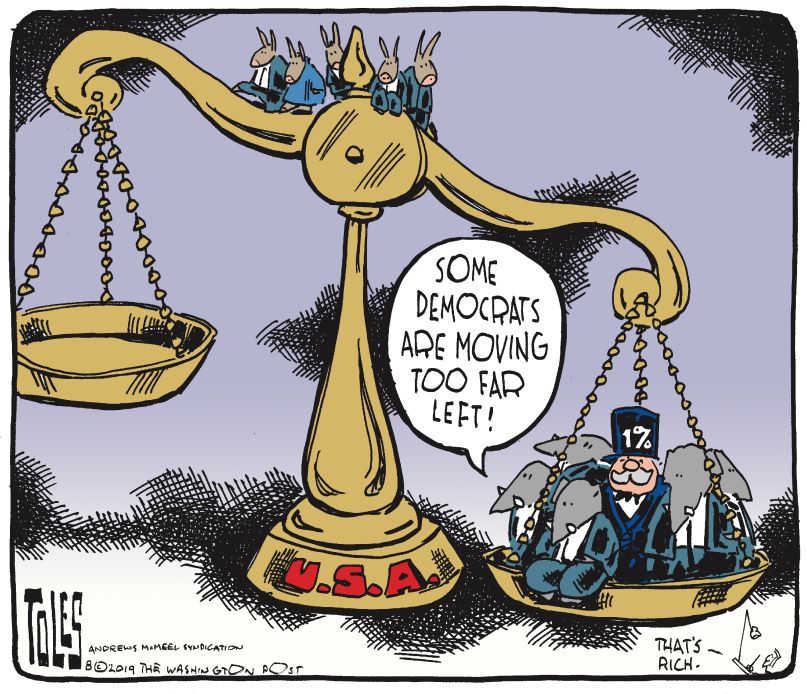 SOME
DEMOCRATS
ARE MOVING
TOO FAR
LEFT!
1%
U.S.A.
TOLES
ANDREWS McMEEL SYNDICATION
8©2019 THE WASHINGTON POST
THAT'S
RICH.